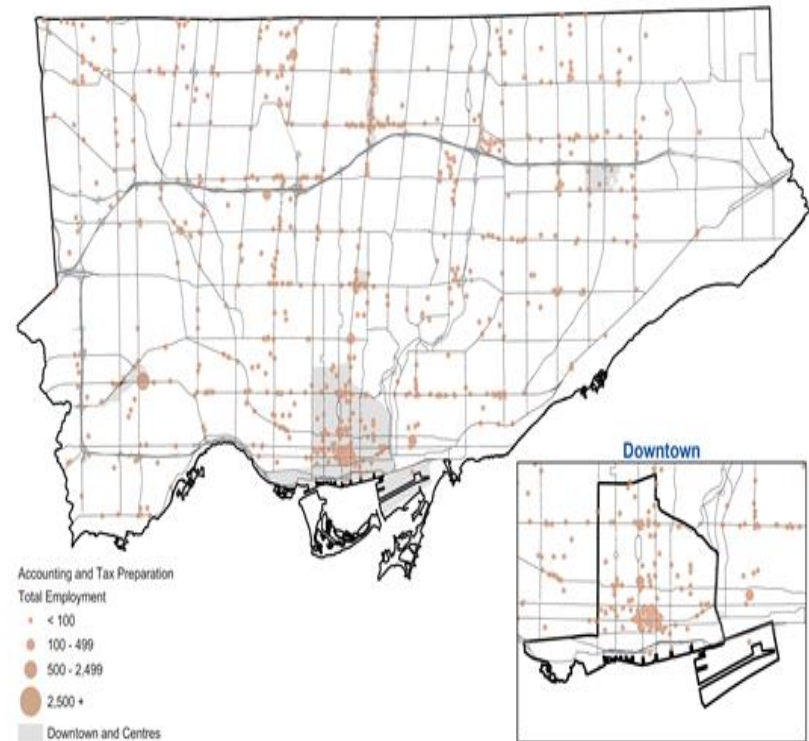 Downtown
Accounting and Tax Preparation
Total Employment
< 100
100 - 499
500 - 2,499
2,500 +
Downtown and Centres